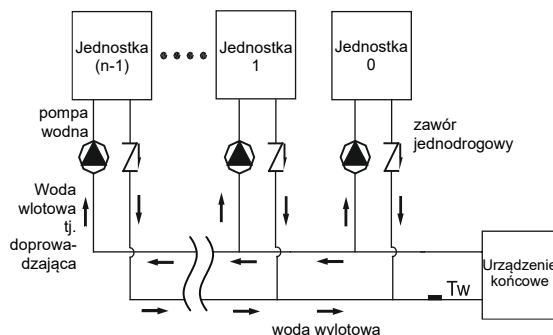 Jednostka
(n-1)
Jednostka
1
Jednostka
0
pompa
wodna
zawór
jednodrogowy
Woda
wlotowa
tj.
doprowa-
dzająca
Urządzenie
końcowe
Tw
woda wylotowa